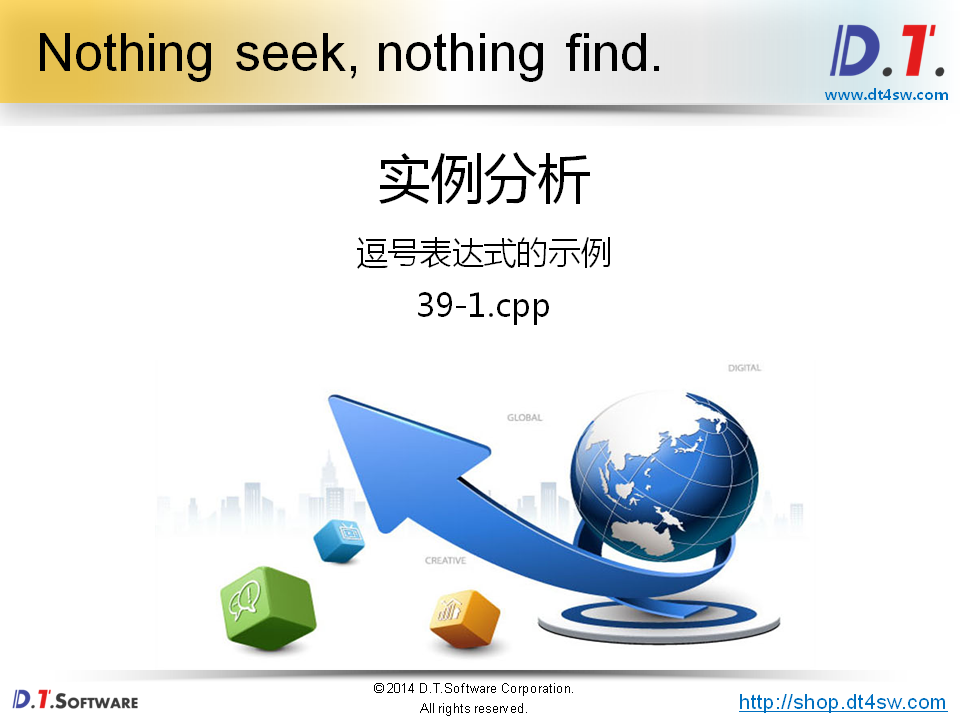 Nothing seek, nothing find.
D.T.
www.dt4sw.com
实例分析
逗号表达式的示例
39-1.cpp
DIGITAL
GLOBAL
CREATIVE
D.T.SOFTWARE
©2014 D.T.Software Corporation.
All rights reserved.
http://shop.dt4sw.com